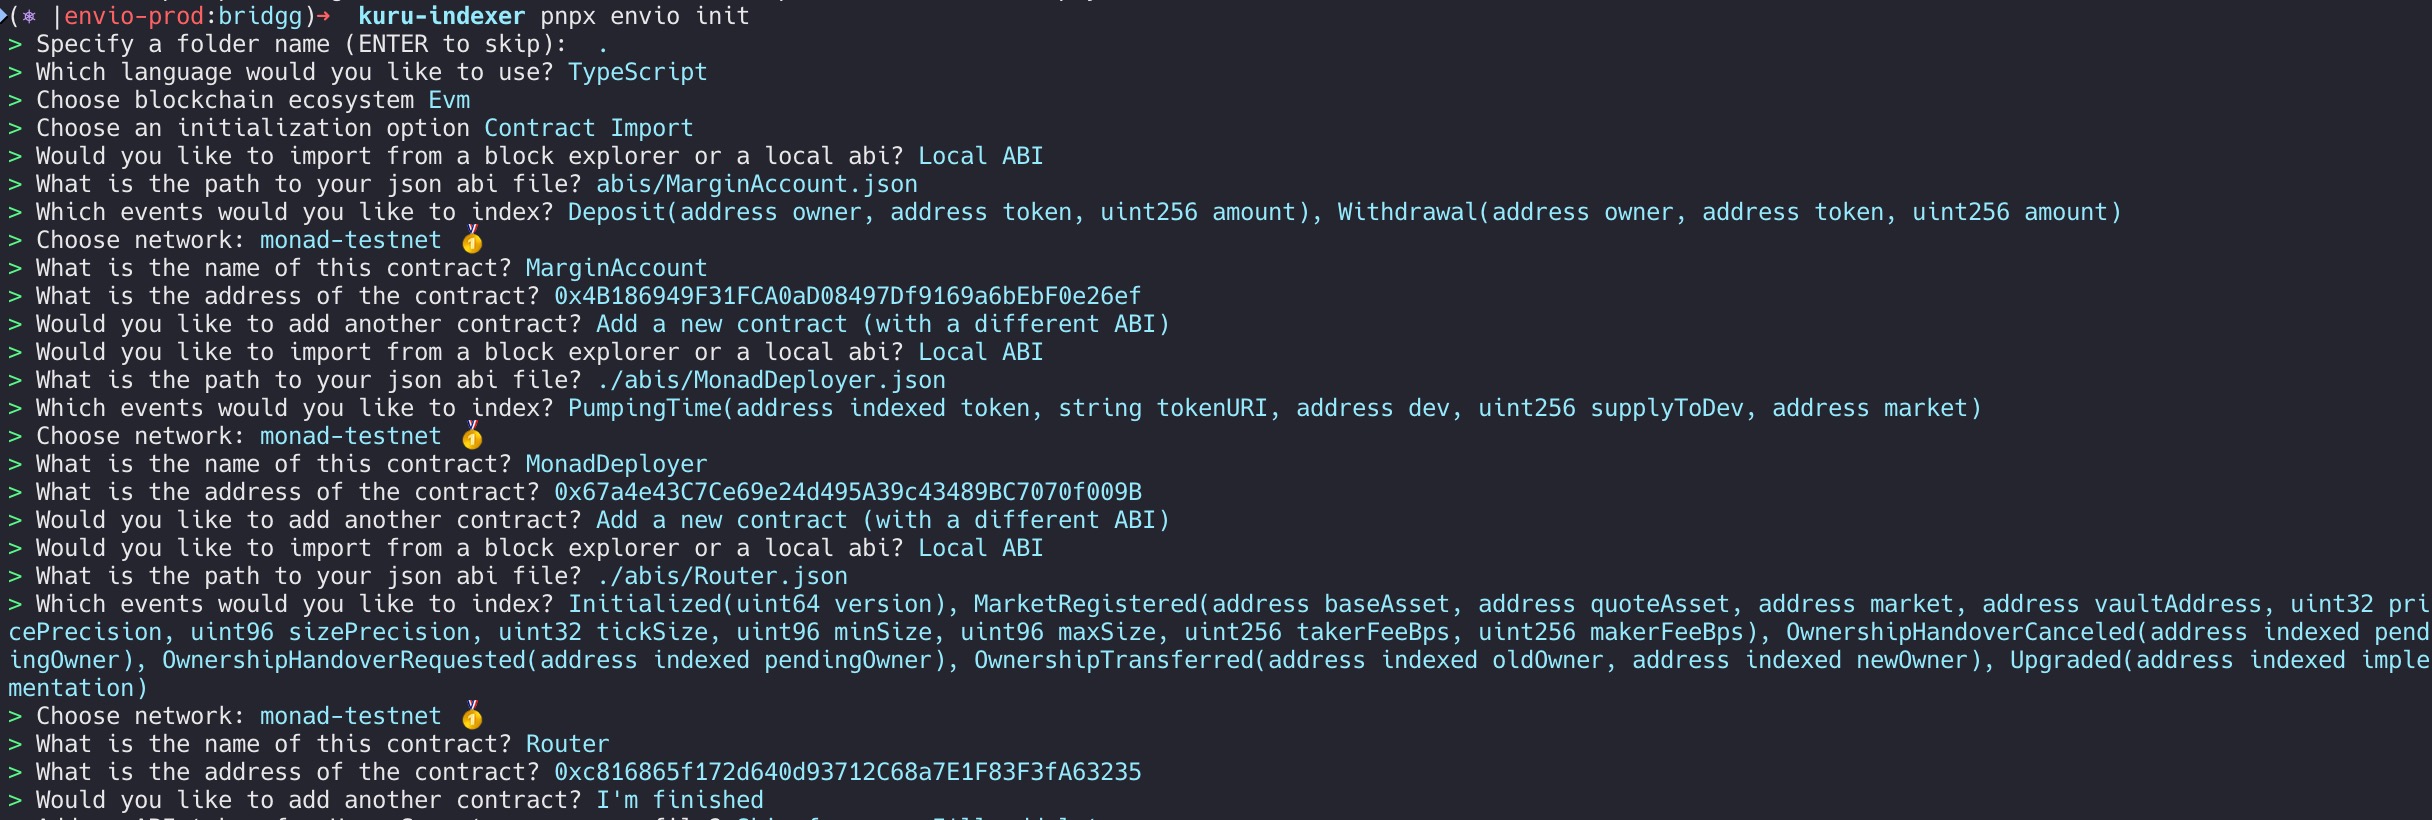 (⎈ |envio-prod:bridgg)→ kuru-indexer pnpx envio init
> Specify a folder name (ENTER to skip): .
> Which language would you like to use? TypeScript
> Choose blockchain ecosystem Evm
> Choose an initialization option Contract Import
> Would you like to import from a block explorer or a local abi? Local ABI
> What is the path to your json abi file? abis/MarginAccount.json
> Which events would you like to index? Deposit(address owner, address token, uint256 amount), Withdrawal(address owner, address token, uint256 amount)
> Choose network: monad-testnet 🏅
> What is the name of this contract? MarginAccount
> What is the address of the contract? 0x4B186949F31FCA0aD08497Df9169a6bEbF0e26ef
> Would you like to add another contract? Add a new contract (with a different ABI)
> Would you like to import from a block explorer or a local abi? Local ABI
> What is the path to your json abi file? ./abis/MonadDeployer.json
> Which events would you like to index? PumpingTime(address indexed token, string tokenURI, address dev, uint256 supplyToDev, address market)
> Choose network: monad-testnet 🏅
> What is the name of this contract? MonadDeployer
> What is the address of the contract? 0x67a4e43C7Ce69e24d495A39c43489BC7070f009B
> Would you like to add another contract? Add a new contract (with a different ABI)
> Would you like to import from a block explorer or a local abi? Local ABI
> What is the path to your json abi file? ./abis/Router.json
> Which events would you like to index? Initialized(uint64 version), MarketRegistered(address baseAsset, address quoteAsset, address market, address vaultAddress, uint32 pri
cePrecision, uint96 sizePrecision, uint32 tickSize, uint96 minSize, uint96 maxSize, uint256 takerFeeBps, uint256 makerFeeBps), OwnershipHandoverCanceled(address indexed pend
ingOwner), OwnershipHandoverRequested(address indexed pendingOwner), OwnershipTransferred(address indexed oldOwner, address indexed newOwner), Upgraded(address indexed imple
mentation)
> Choose network: monad-testnet 🏅
> What is the name of this contract? Router
> What is the address of the contract? 0xc816865f172d640d93712C68a7E1F83F3fA63235
> Would you like to add another contract? I'm finished